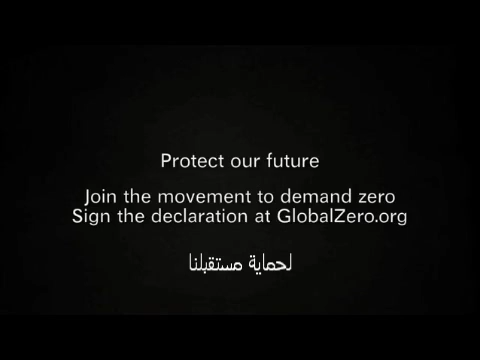 Protect our future
Join the movement to demand zero
Sign the declaration at GlobalZero.org
لحماية مستقبلنا